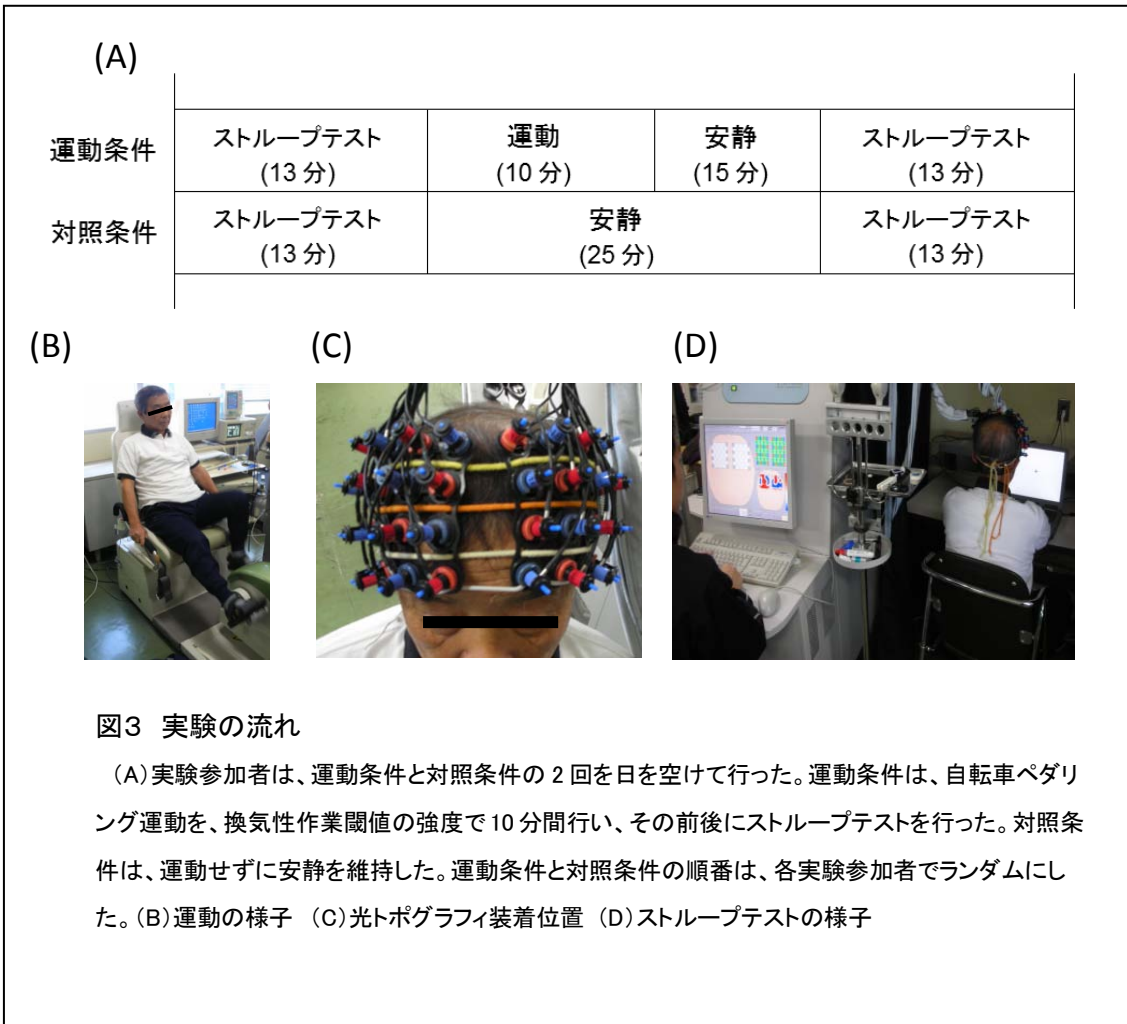 (A)
運動条件
ストループテスト
(13 分)
運動
(10 分)
安静
(15 分)
ストループテスト
(13 分)
対照条件
ストループテスト
(13 分)
安静
(25 分)
ストループテスト
(13 分)
(B)
(C)
(D)
図3 実験の流れ
(A)実験参加者は、運動条件と対照条件の 2 回を日を空けて行った。運動条件は、自転車ペダリ
ング運動を、換気性作業閾値の強度で 10 分間行い、その前後にストループテストを行った。対照条
件は、運動せずに安静を維持した。運動条件と対照条件の順番は、各実験参加者でランダムにし
た。(B)運動の様子 (C)光トポグラフィ装着位置 (D)ストループテストの様子